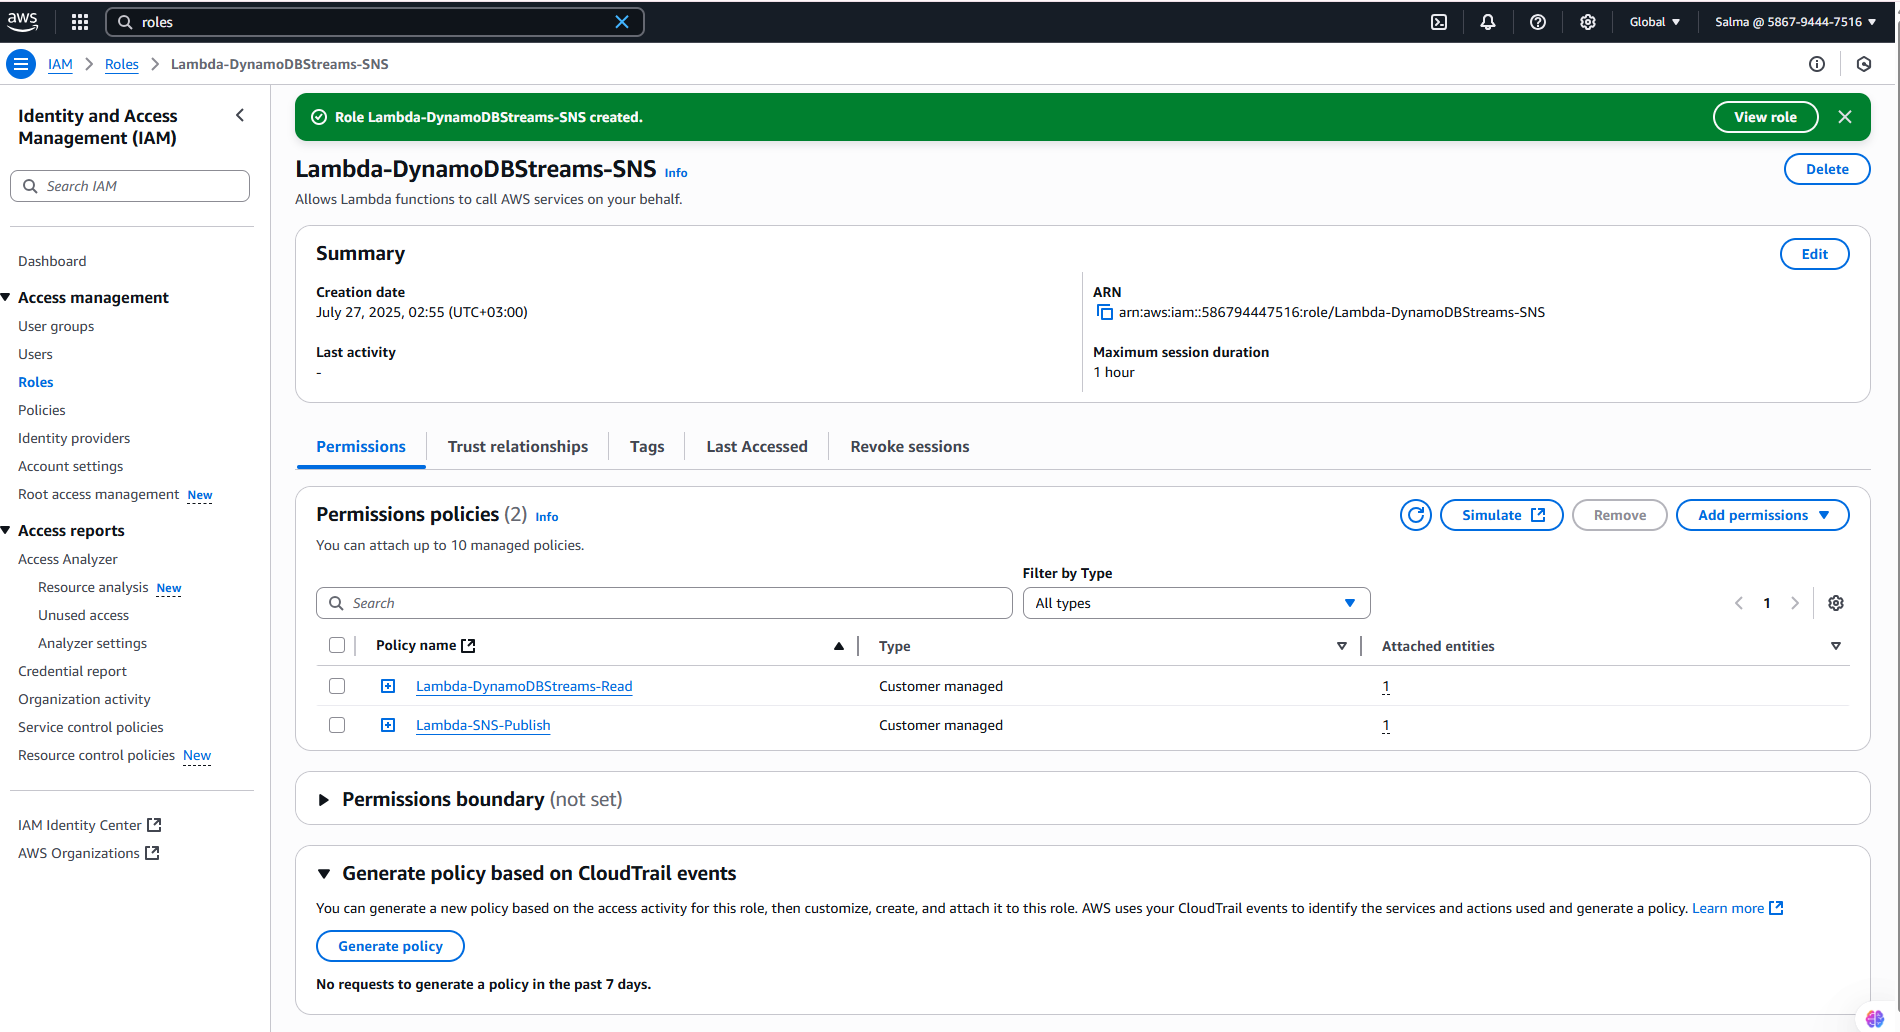 aws
roles
Global
Salma @ 5867-9444-7516
IAM
Roles
Lambda-DynamoDBStreams-SNS
Identity and Access
Management (IAM)
Search IAM
Dashboard
Access management
User groups
Users
Roles
Policies
Identity providers
Account settings
Root access management New
Access reports
Access Analyzer
Resource analysis New
Unused access
Analyzer settings
Credential report
Organization activity
Service control policies
Resource control policies New
IAM Identity Center
AWS Organizations
Role Lambda-DynamoDBStreams-SNS created.
View role
Lambda-DynamoDBStreams-SNS Info
Delete
Allows Lambda functions to call AWS services on your behalf.
Summary
Edit
Creation date
July 27, 2025, 02:55 (UTC+03:00)
ARN
arn:aws:iam::586794447516:role/Lambda-DynamoDBStreams-SNS
Last activity
-
Maximum session duration
1 hour
Permissions
Trust relationships
Tags
Last Accessed
Revoke sessions
Permissions policies (2) Info
Simulate
Remove
Add permissions
You can attach up to 10 managed policies.
Filter by Type
Search
All types
1
Policy name
Type
Attached entities
Lambda-DynamoDBStreams-Read
Customer managed
1
Lambda-SNS-Publish
Customer managed
1
Permissions boundary (not set)
Generate policy based on CloudTrail events
You can generate a new policy based on the access activity for this role, then customize, create, and attach it to this role. AWS uses your CloudTrail events to identify the services and actions used and generate a policy. Learn more
Generate policy
No requests to generate a policy in the past 7 days.